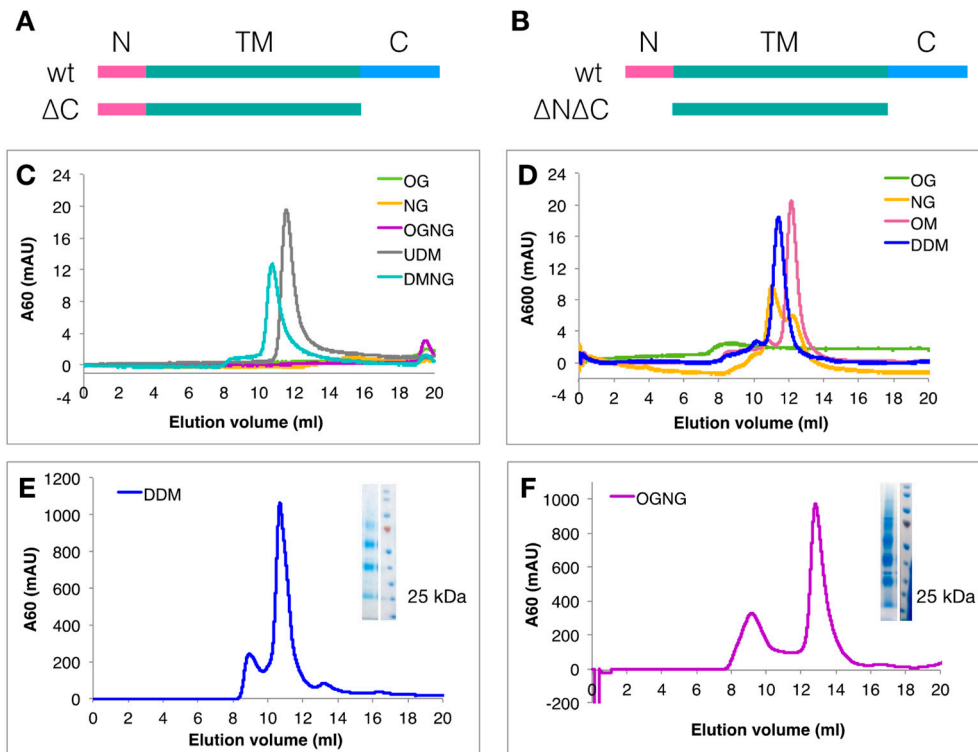 A
N TM C
wt
ΔC
B
N TM C
wt
ΔNΔC
C
24
20
16
12
8
4
0
-4
A60 (mAU)
0 2 4 6 8 10 12 14 16 18 20
Elution volume (ml)
OG
NG
OGNG
UDM
DMNG
D
24
20
16
12
8
4
0
-4
A600 (mAU)
0 2 4 6 8 10 12 14 16 18 20
Elution volume (ml)
OG
NG
OM
DDM
E
1200
1000
800
600
400
200
0
A60 (mAU)
0 2 4 6 8 10 12 14 16 18 20
Elution volume (ml)
DDM
25 kDa
F
1000
800
600
400
200
0
-200
A60 (mAU)
0 2 4 6 8 10 12 14 16 18 20
Elution volume (ml)
OGNG
25 kDa